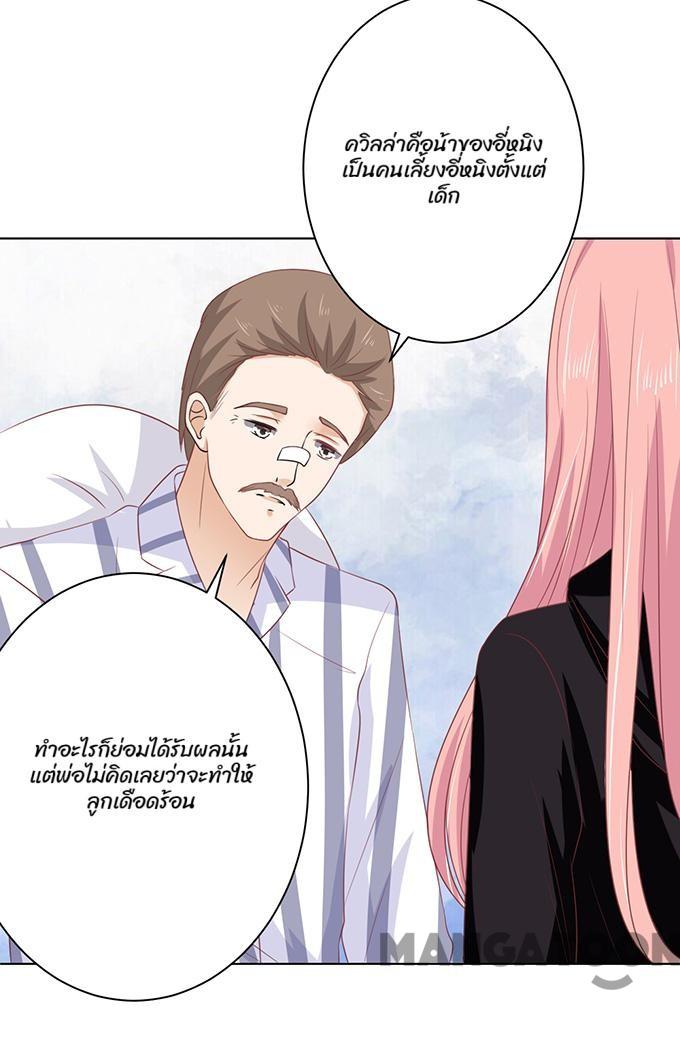 ควิลล่าคือน้าของอี่หนิง
เป็นคนเลี้ยงอี่หนิงตั้งแต่
เด็ก
ทำอะไรก็ย่อมได้รับผลนั้น
แต่พ่อไม่คิดเลยว่าจะทำให้
ลูกเดือดร้อน
MANGATOON